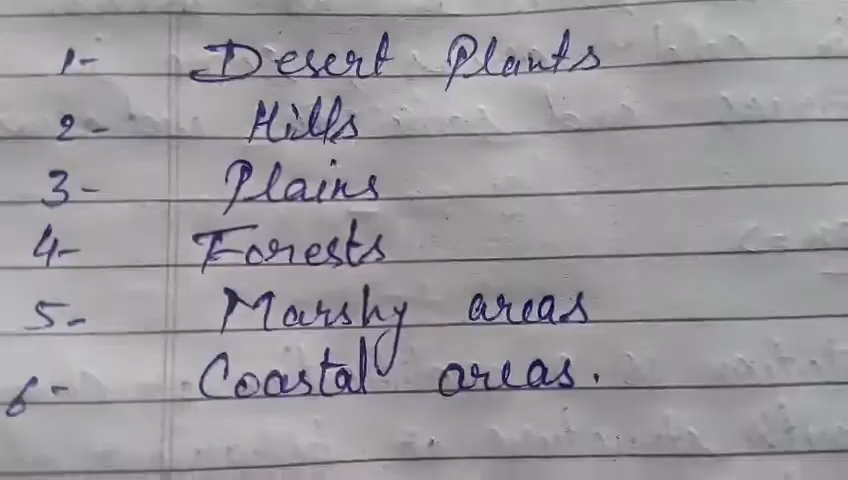 1- Desert Plants
2- Hills
3- Plains
4- Forests
5- Marshy areas
6- Coastal areas.